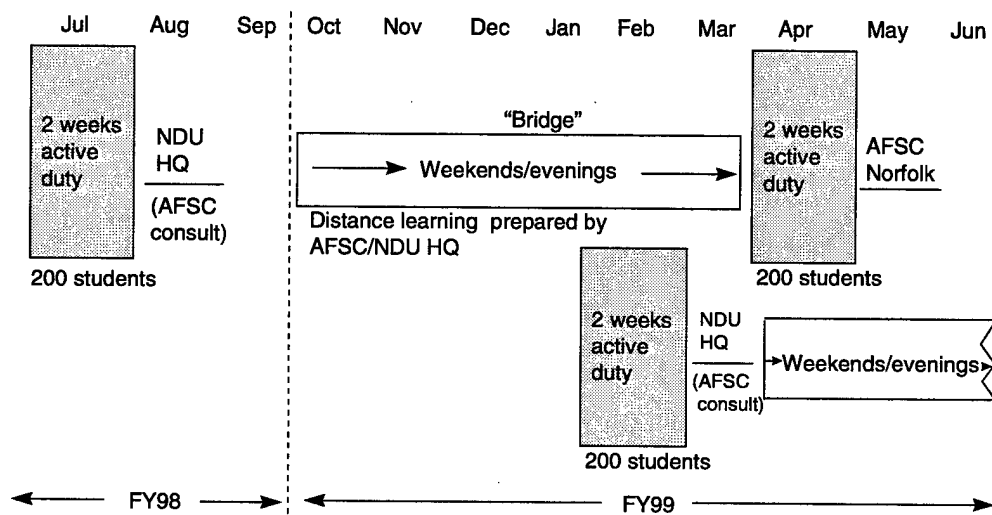 Jul Aug Sep Oct Nov Dec Jan Feb Mar Apr May Jun
2 weeks
active
duty
200 students
NDU
HQ
(AFSC
consult)
“Bridge”
Weekends/evenings
Distance learning prepared by
AFSC/NDU HQ
2 weeks
active
duty
200 students
AFSC
Norfolk
2 weeks
active
duty
200 students
NDU
HQ
(AFSC
consult)
Weekends/evenings
FY98 FY99